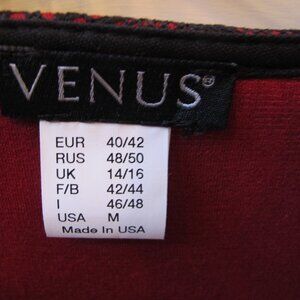 VENUS®
EUR 40/42
RUS 48/50
UK 14/16
F/B 42/44
I 46/48
USA M
Made In USA